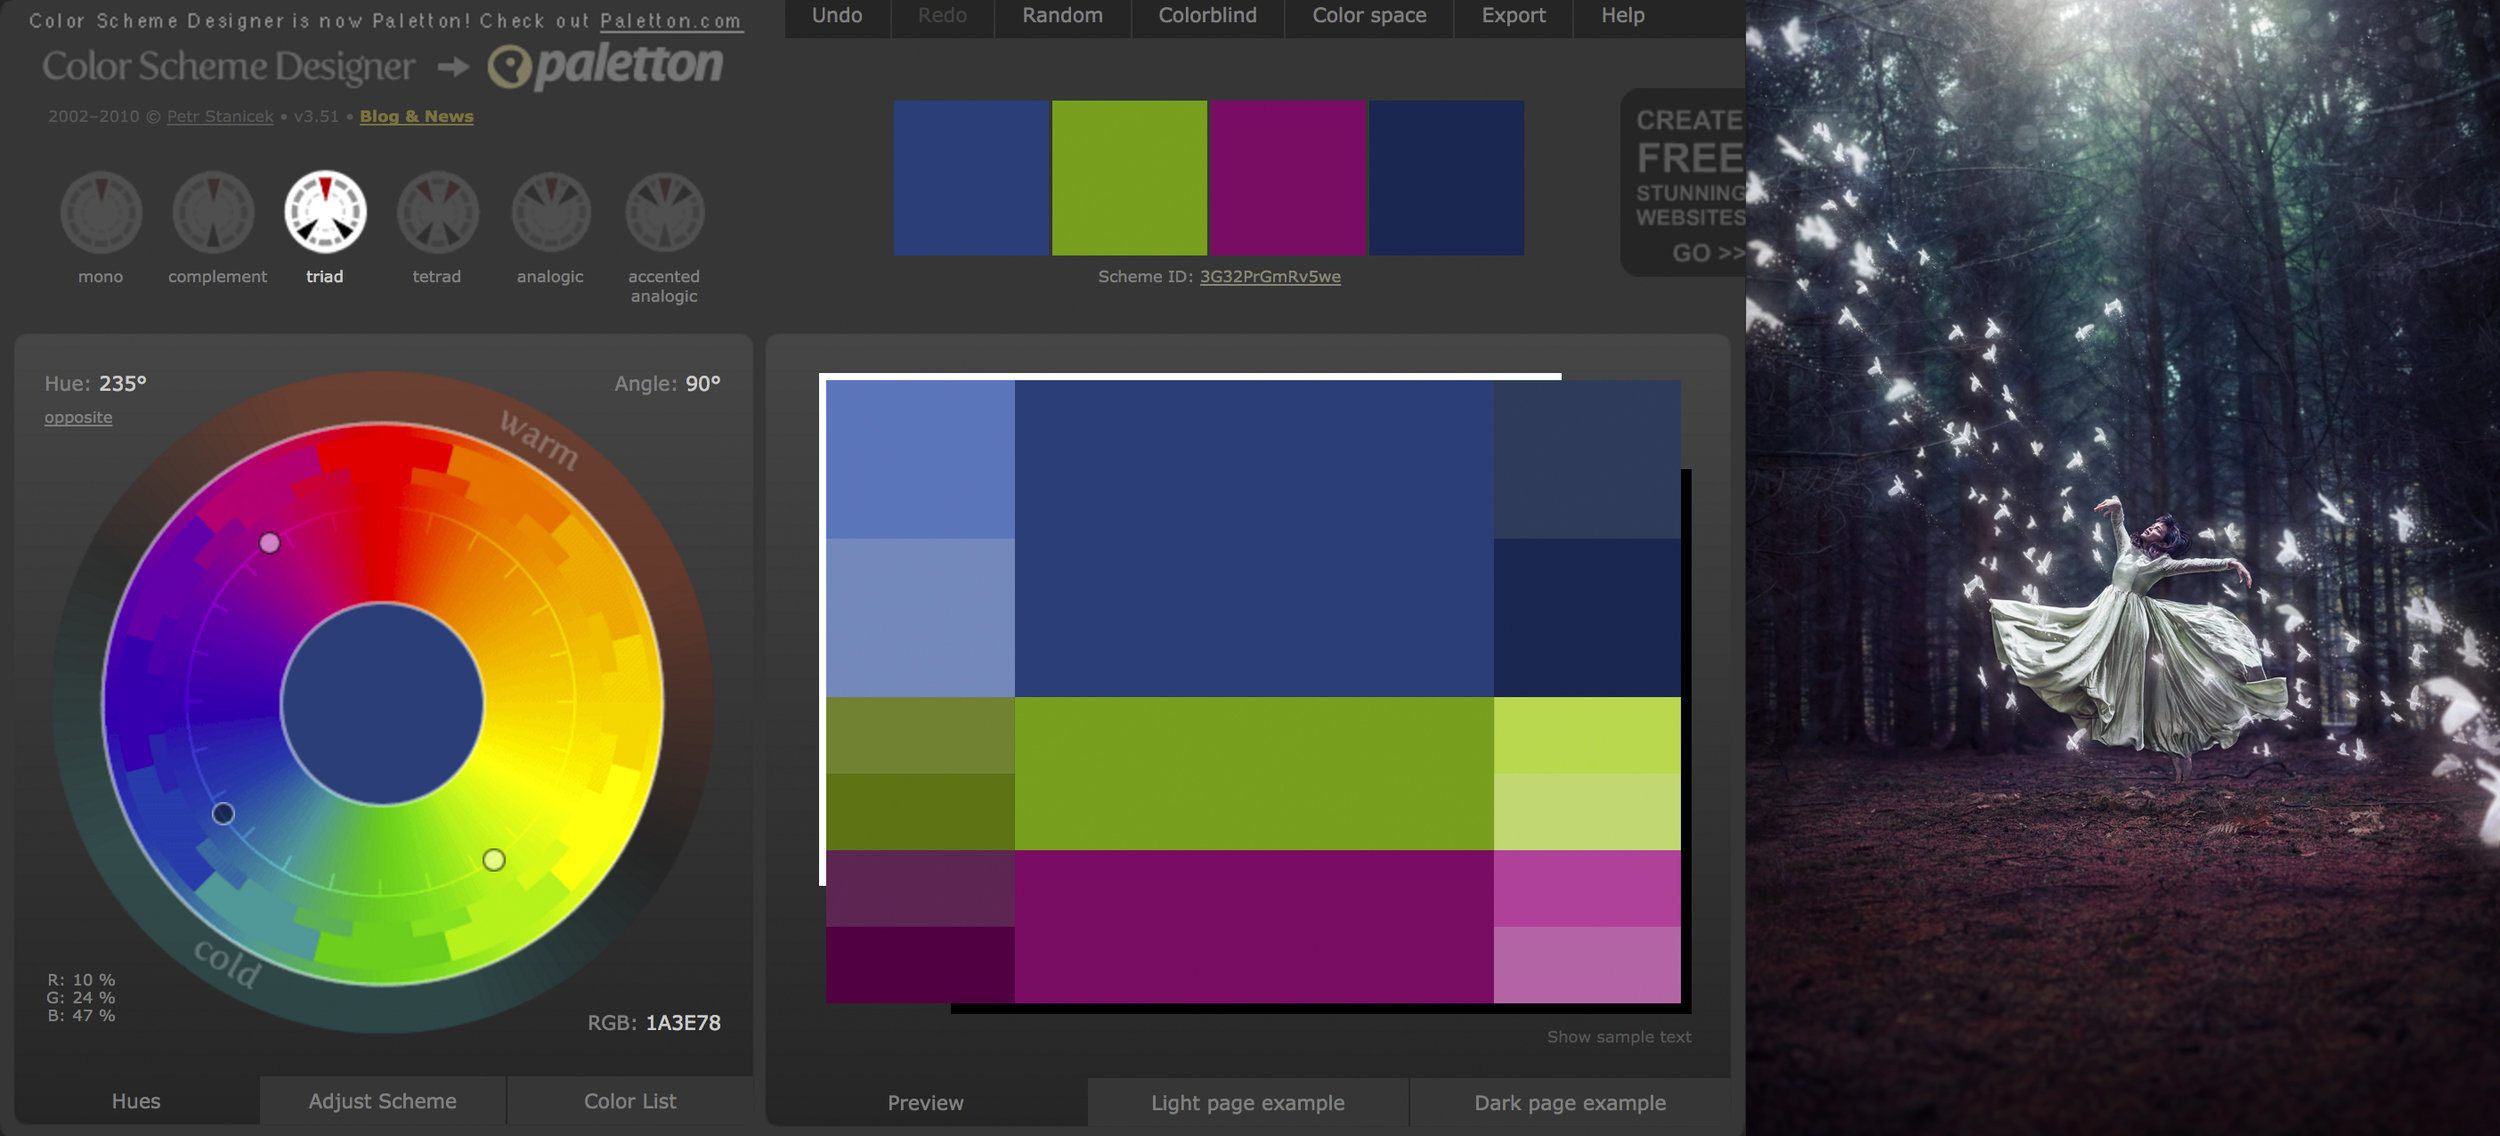 Color Scheme Designer is now Paletton! Check out Paletton.com
Undo
Redo
Random
Colorblind
Color space
Export
Help
Color Scheme Designer
paletton
2002–2010 © Petr Stanicek • v3.51 • Blog & News
mono
complement
triad
tetrad
analogic
accented
analogic
Scheme ID: 3G32PrGmRv5we
CREATE
FREE
STUNNING
WEBSITES
GO >>
Hue: 235°
opposite
Angle: 90°
warm
cold
R: 10 %
G: 24 %
B: 47 %
RGB: 1A3E78
Hues
Adjust Scheme
Color List
Show sample text
Preview
Light page example
Dark page example